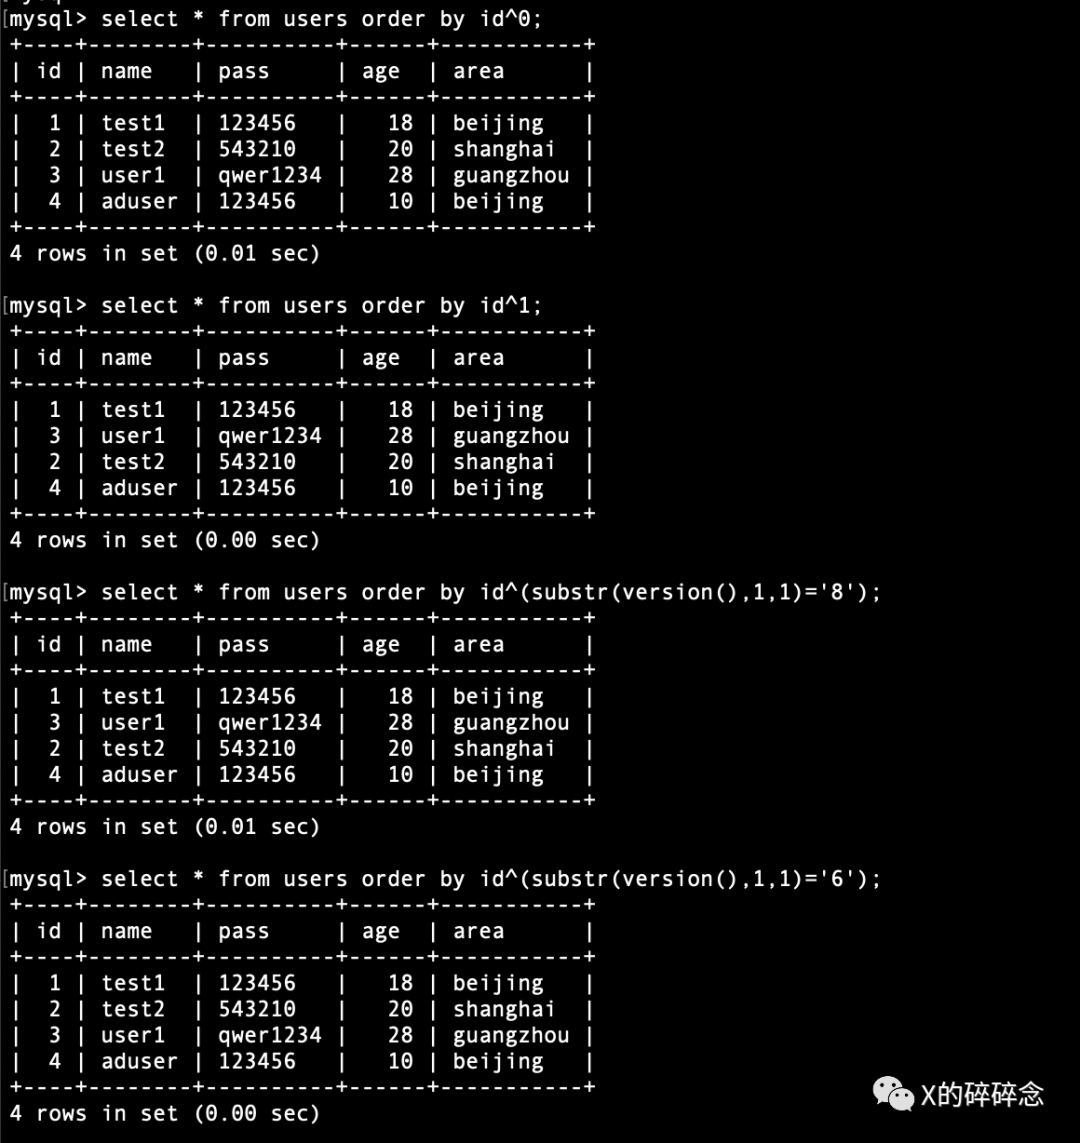 [mysql> select * from users order by id^0;
+----+--------+----------+------+-----------+
| id | name   | pass     | age  | area      |
+----+--------+----------+------+-----------+
|  1 | test1  | 123456   |   18 | beijing   |
|  2 | test2  | 543210   |   20 | shanghai  |
|  3 | user1  | qwer1234 |   28 | guangzhou |
|  4 | aduser | 123456   |   10 | beijing   |
+----+--------+----------+------+-----------+
4 rows in set (0.01 sec)
[mysql> select * from users order by id^1;
+----+--------+----------+------+-----------+
| id | name   | pass     | age  | area      |
+----+--------+----------+------+-----------+
|  1 | test1  | 123456   |   18 | beijing   |
|  3 | user1  | qwer1234 |   28 | guangzhou |
|  2 | test2  | 543210   |   20 | shanghai  |
|  4 | aduser | 123456   |   10 | beijing   |
+----+--------+----------+------+-----------+
4 rows in set (0.00 sec)
[mysql> select * from users order by id^(substr(version(),1,1)='8');
+----+--------+----------+------+-----------+
| id | name   | pass     | age  | area      |
+----+--------+----------+------+-----------+
|  1 | test1  | 123456   |   18 | beijing   |
|  3 | user1  | qwer1234 |   28 | guangzhou |
|  2 | test2  | 543210   |   20 | shanghai  |
|  4 | aduser | 123456   |   10 | beijing   |
+----+--------+----------+------+-----------+
4 rows in set (0.01 sec)
[mysql> select * from users order by id^(substr(version(),1,1)='6');
+----+--------+----------+------+-----------+
| id | name   | pass     | age  | area      |
+----+--------+----------+------+-----------+
|  1 | test1  | 123456   |   18 | beijing   |
|  2 | test2  | 543210   |   20 | shanghai  |
|  3 | user1  | qwer1234 |   28 | guangzhou |
|  4 | aduser | 123456   |   10 | beijing   |
+----+--------+----------+------+-----------+
4 rows in set (0.00 sec)
X的碎碎念